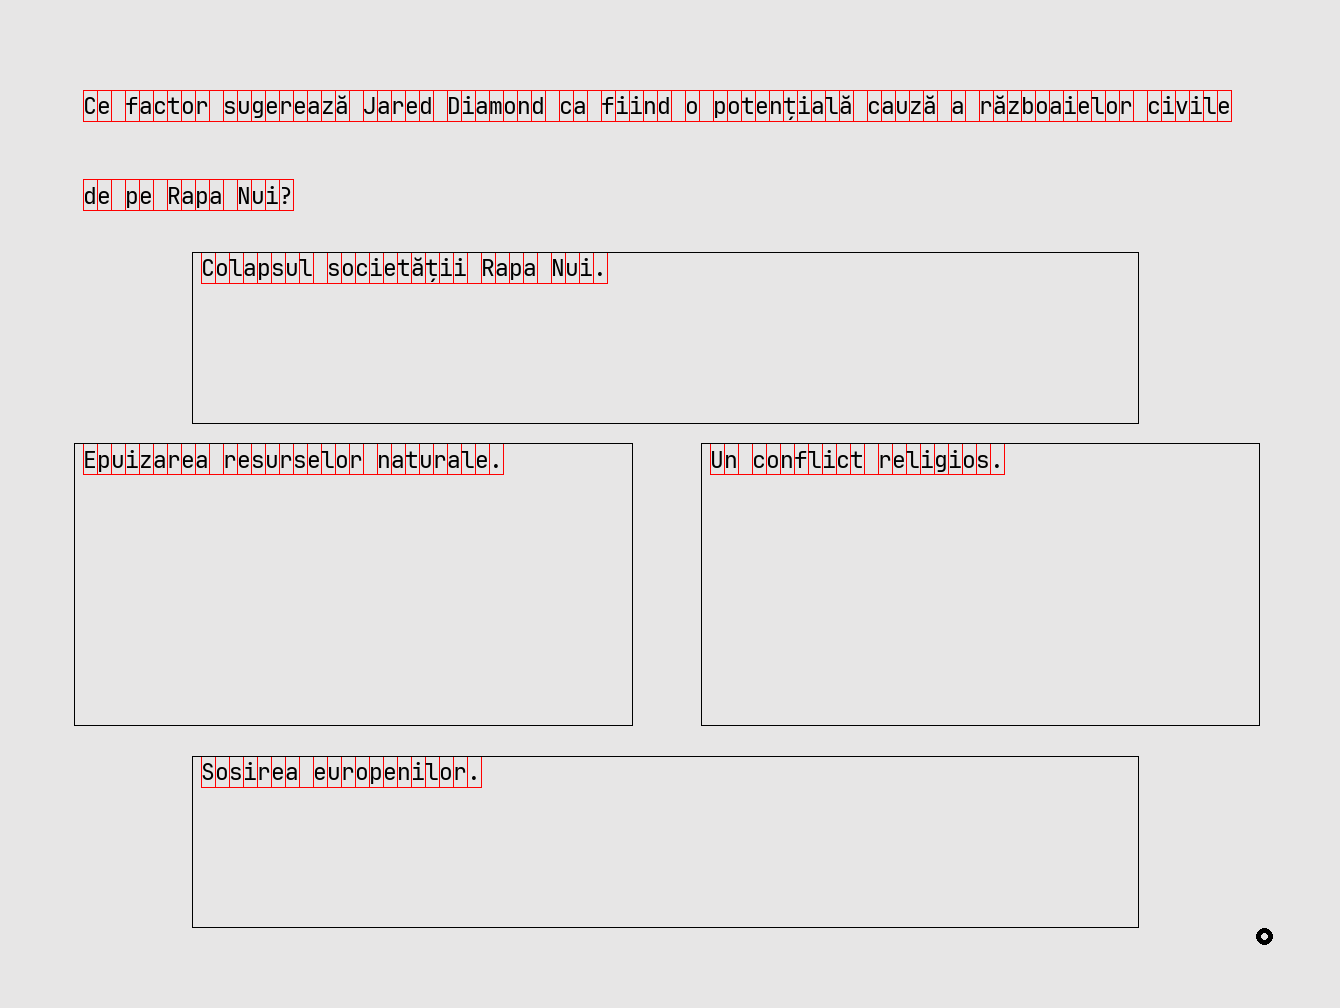 Ce factor sugerează Jared Diamond ca fiind o potențială cauză a războaielor civile
de pe Rapa Nui?
Colapsul societății Rapa Nui.
Epuizarea resurselor naturale.
Un conflict religios.
Sosirea europenilor.